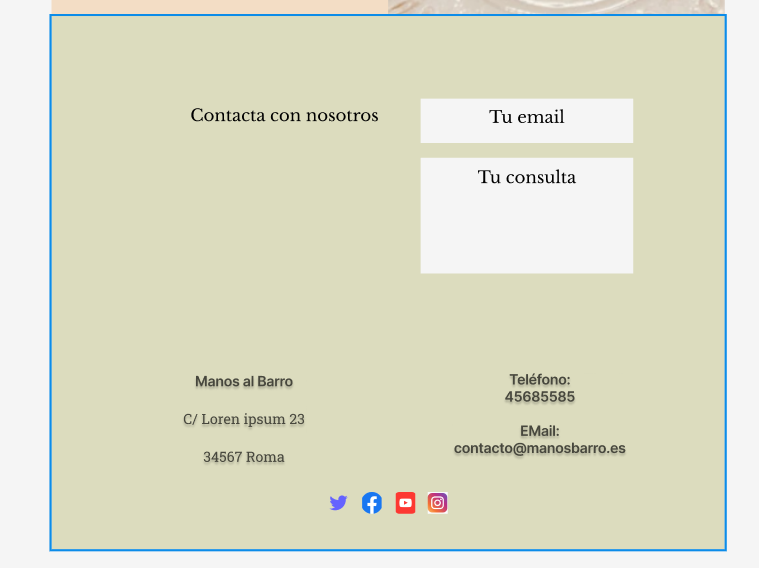 Contacta con nosotros
Tu email
Tu consulta
Manos al Barro
C/ Loren ipsum 23
34567 Roma
Teléfono:
45685585
EMail:
contacto@manosbarro.es